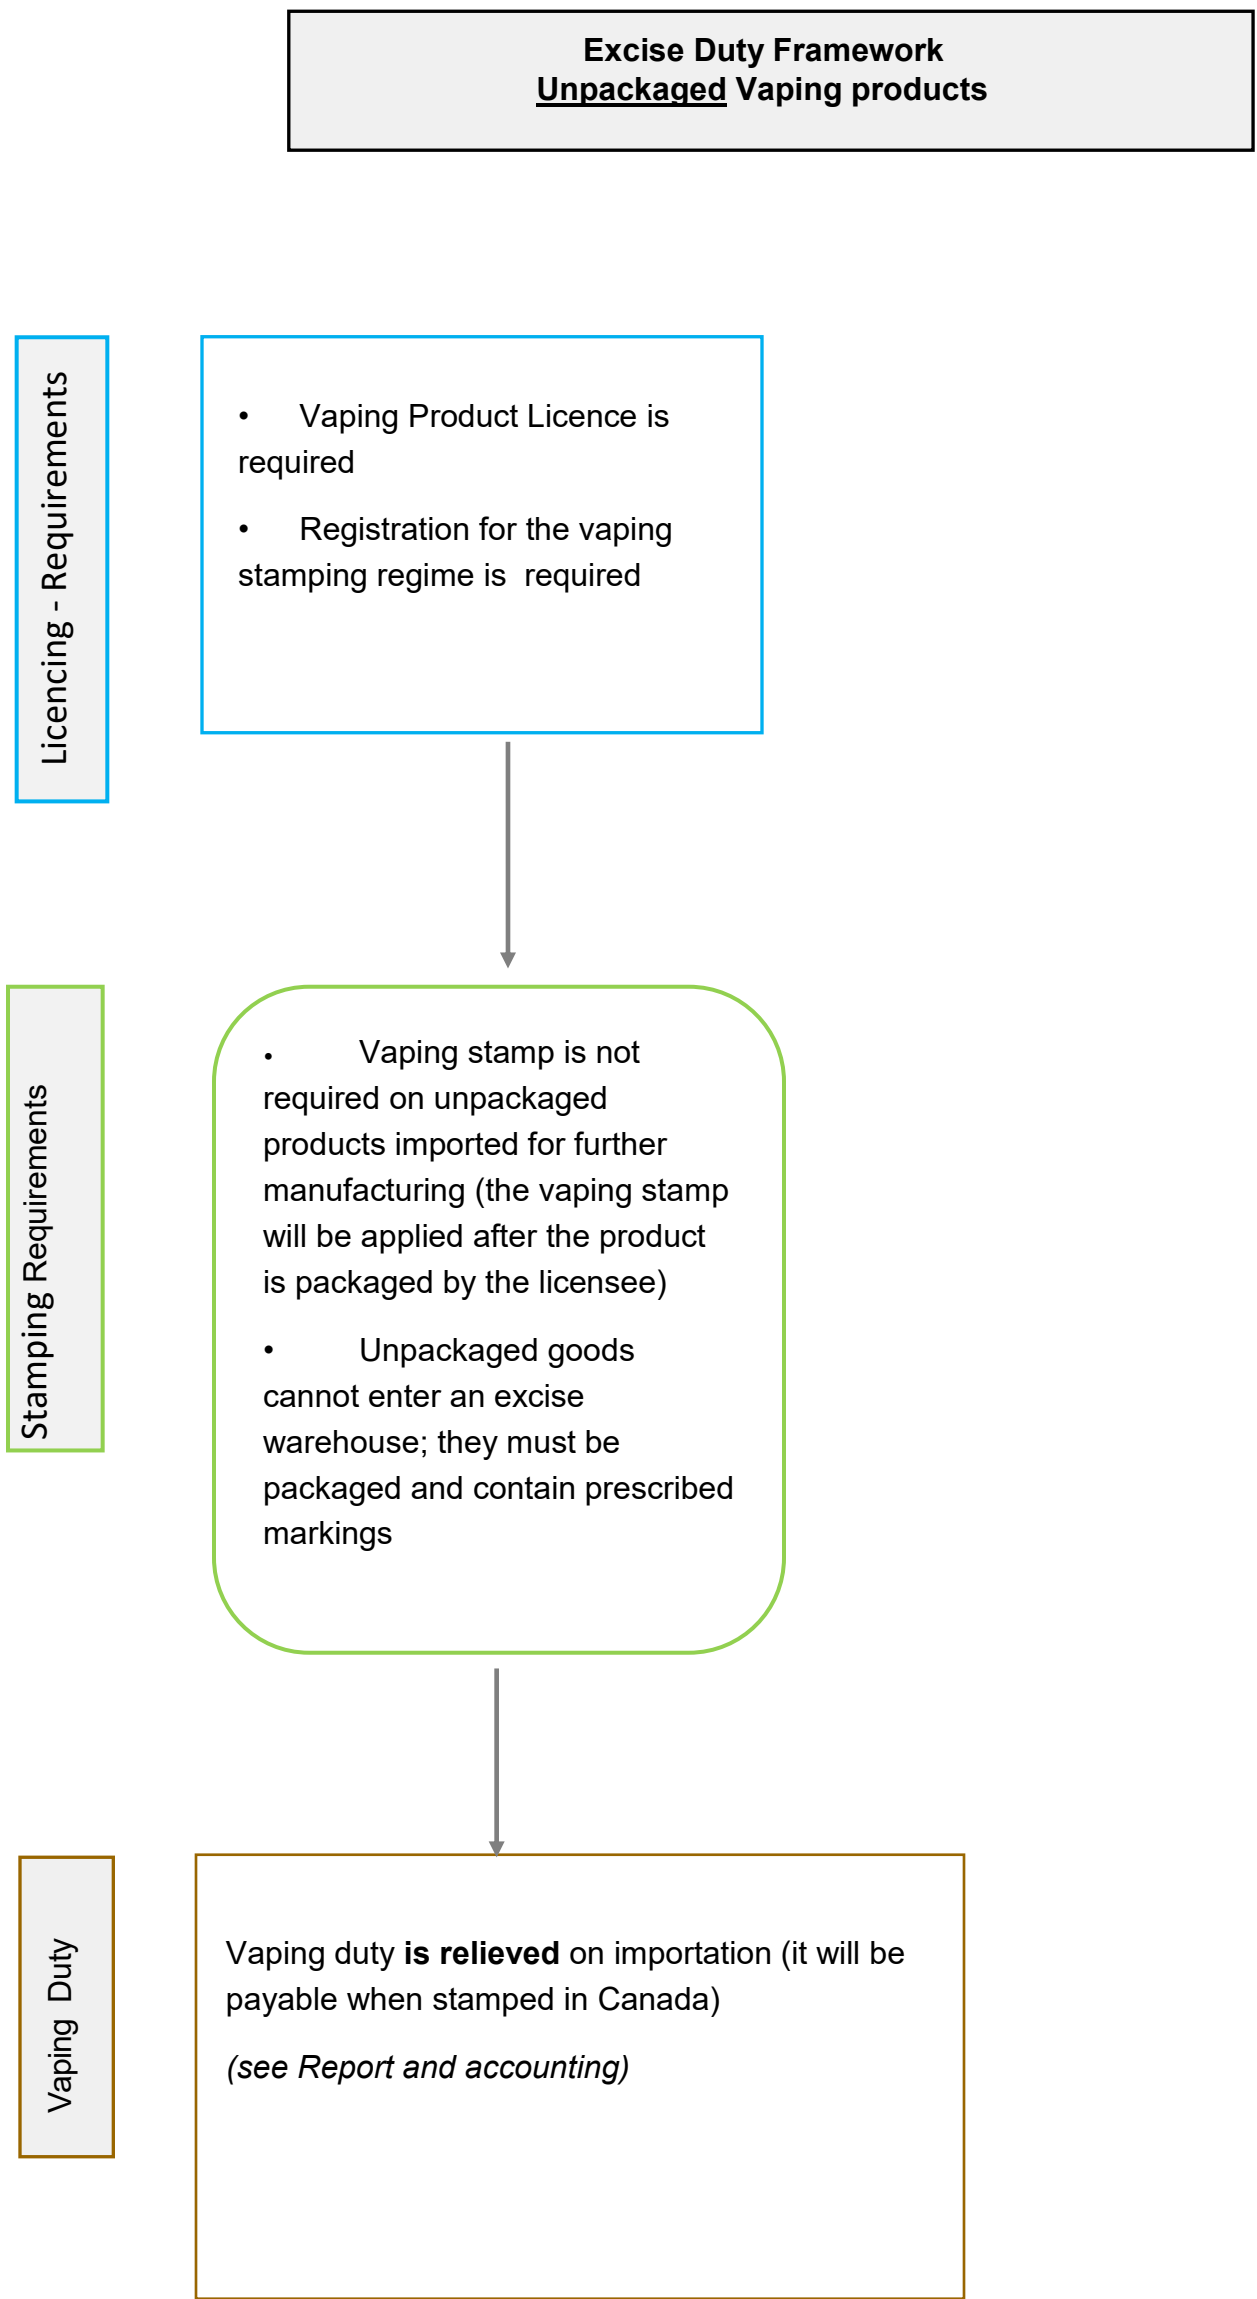 Excise Duty Framework
Unpackaged Vaping products
Licencing - Requirements
• Vaping Product Licence is
required
• Registration for the vaping
stamping regime is required
Stamping Requirements
• Vaping stamp is not
required on unpackaged
products imported for further
manufacturing (the vaping stamp
will be applied after the product
is packaged by the licensee)
• Unpackaged goods
cannot enter an excise
warehouse; they must be
packaged and contain prescribed
markings
Vaping Duty
Vaping duty is relieved on importation (it will be
payable when stamped in Canada)
(see Report and accounting)